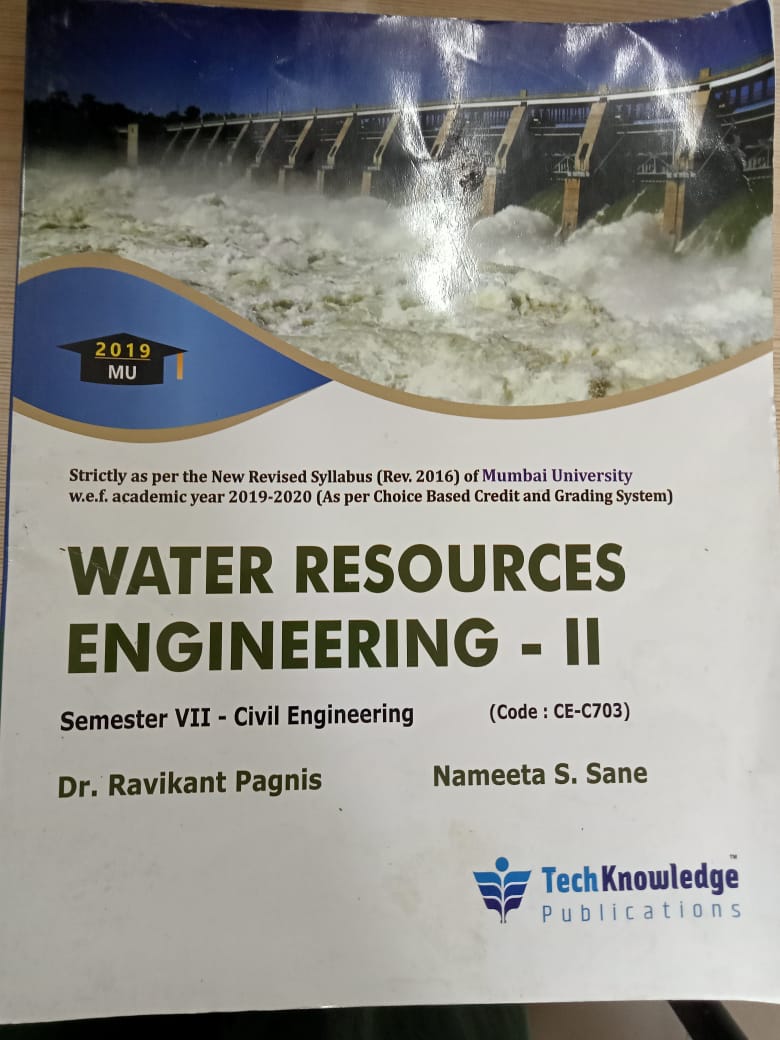 2019
MU
Strictly as per the New Revised Syllabus (Rev. 2016) of Mumbai University
w.e.f. academic year 2019-2020 (As per Choice Based Credit and Grading System)
WATER RESOURCES
ENGINEERING - II
Semester VII - Civil Engineering (Code : CE-C703)
Dr. Ravikant Pagnis Nameeta S. Sane
TechKnowledge™
Publications